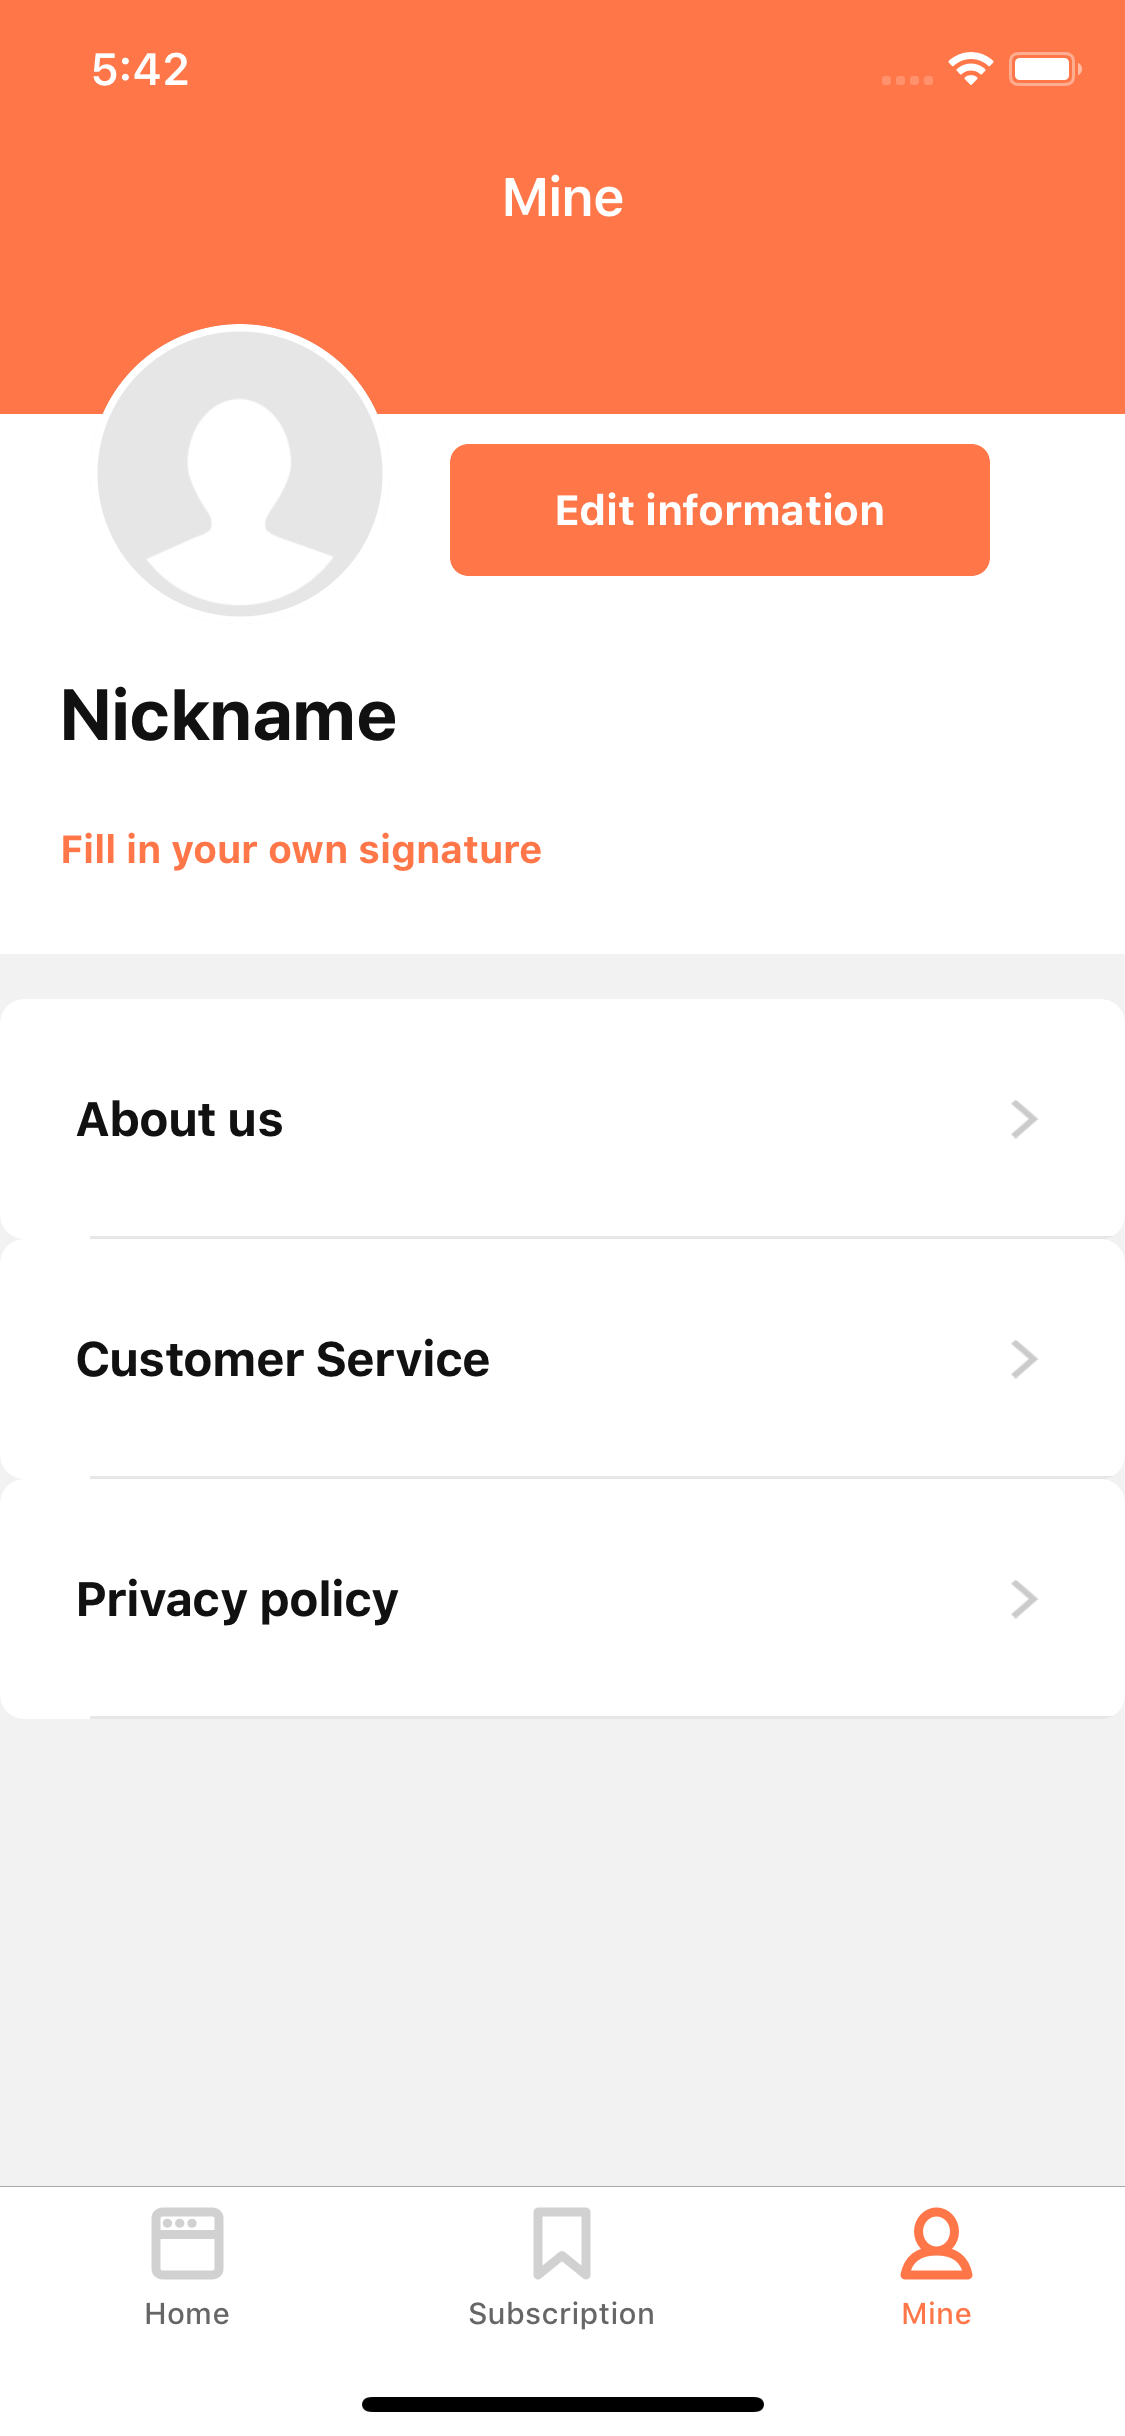 5:42
Mine
Edit information
Nickname
Fill in your own signature
About us
Customer Service
Privacy policy
Home
Subscription
Mine